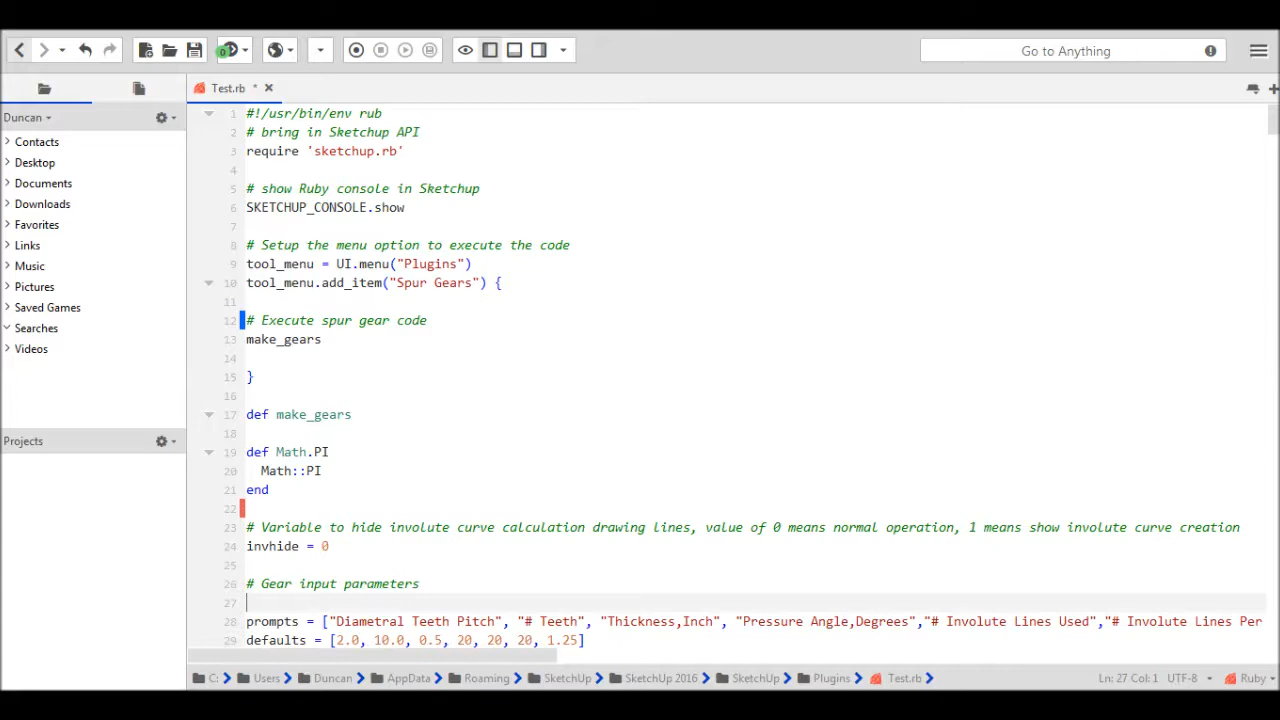 Go to Anything
Test.rb *
Duncan
Contacts
Desktop
Documents
Downloads
Favorites
Links
Music
Pictures
Saved Games
Searches
Videos
Projects
1 #!/usr/bin/env rub
2 # bring in Sketchup API
3 require 'sketchup.rb'
4
5 # show Ruby console in Sketchup
6 SKETCHUP_CONSOLE.show
7
8 # Setup the menu option to execute the code
9 tool_menu = UI.menu("Plugins")
10 tool_menu.add_item("Spur Gears") {
11
12 # Execute spur gear code
13 make_gears
14
15 }
16
17 def make_gears
18
19 def Math.PI
20 Math::PI
21 end
22
23 # Variable to hide involute curve calculation drawing lines, value of 0 means normal operation, 1 means show involute curve creation
24 invhide = 0
25
26 # Gear input parameters
27
28 prompts = ["Diametral Teeth Pitch", "# Teeth", "Thickness,Inch", "Pressure Angle,Degrees","# Involute Lines Used","# Involute Lines Per
29 defaults = [2.0, 10.0, 0.5, 20, 20, 20, 1.25]
C: Users Duncan AppData Roaming SketchUp SketchUp 2016 SketchUp Plugins Test.rb
Ln: 27 Col: 1 UTF-8 Ruby
0